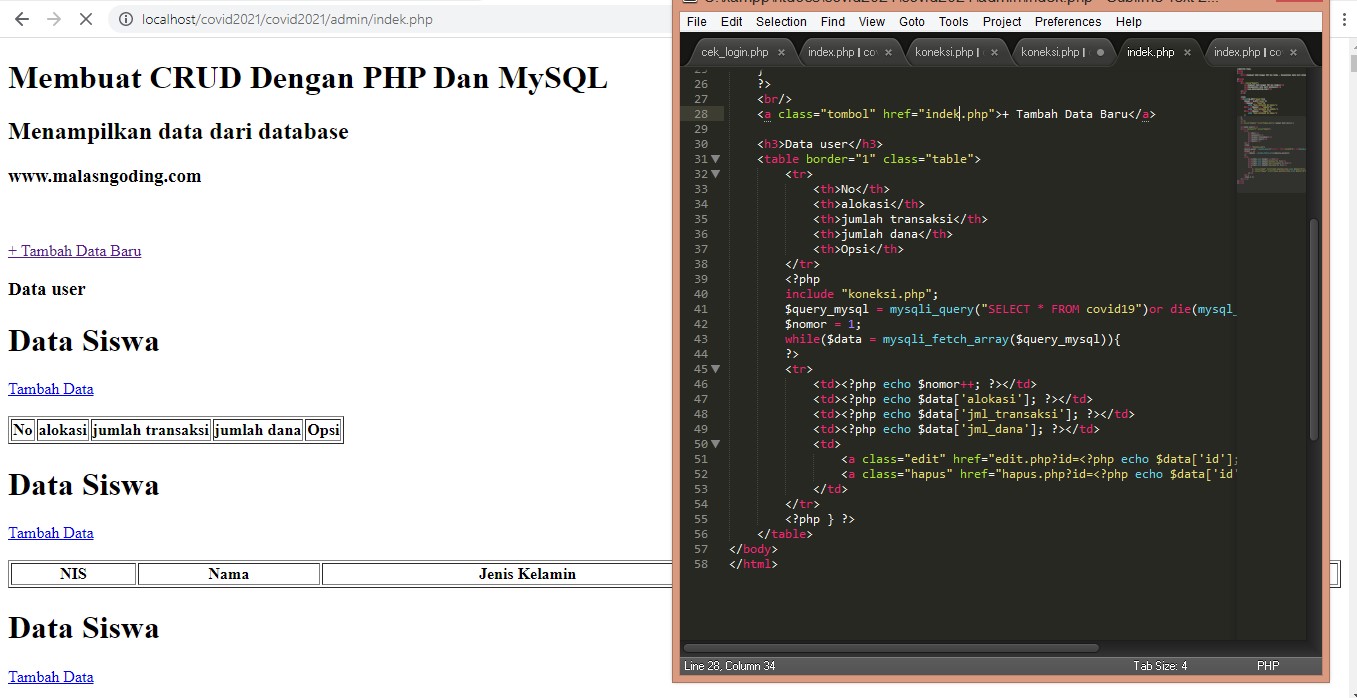 localhost/covid2021/covid2021/admin/indek.php
Membuat CRUD Dengan PHP Dan MySQL
Menampilkan data dari database
www.malasngoding.com
+ Tambah Data Baru
Data user
Data Siswa
Tambah Data
No alokasi jumlah transaksi jumlah dana Opsi
Data Siswa
Tambah Data
NIS Nama Jenis Kelamin
Data Siswa
Tambah Data
File Edit Selection Find View Goto Tools Project Preferences Help
cek_login.php × index.php | co × koneksi.php | × koneksi.php | indek.php × index.php | co ×
25 }
26 ?>
27 <br/>
28 <a class="tombol" href="indek.php">+ Tambah Data Baru</a>
29
30 <h3>Data user</h3>
31 <table border="1" class="table">
32 <tr>
33 <th>No</th>
34 <th>alokasi</th>
35 <th>jumlah transaksi</th>
36 <th>jumlah dana</th>
37 <th>Opsi</th>
38 </tr>
39 <?php
40 include "koneksi.php";
41 $query_mysql = mysqli_query("SELECT * FROM covid19")or die(mysql_
42 $nomor = 1;
43 while($data = mysqli_fetch_array($query_mysql)){
44 ?>
45 <tr>
46 <td><?php echo $nomor++; ?></td>
47 <td><?php echo $data['alokasi']; ?></td>
48 <td><?php echo $data['jml_transaksi']; ?></td>
49 <td><?php echo $data['jml_dana']; ?></td>
50 <td>
51 <a class="edit" href="edit.php?id=<?php echo $data['id'];
52 <a class="hapus" href="hapus.php?id=<?php echo $data['id'
53 </td>
54 </tr>
55 <?php } ?>
56 </table>
57 </body>
58 </html>
Line 28, Column 34 Tab Size: 4 PHP